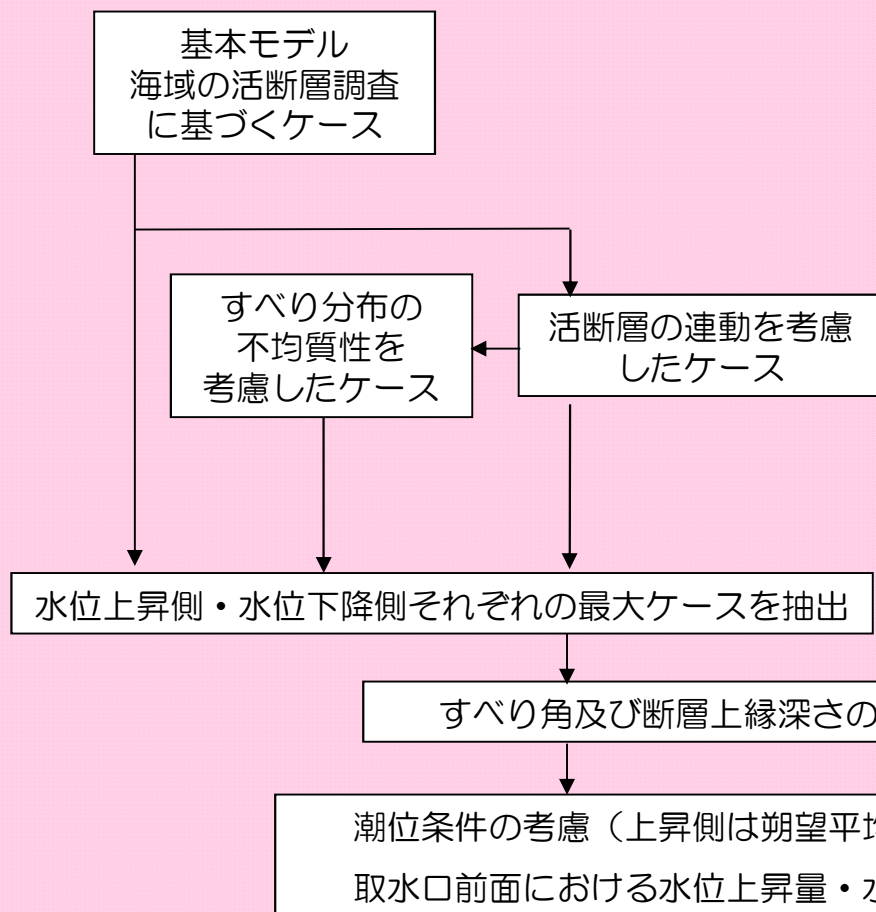 基本モデル
海域の活断層調査
に基づくケース
すべり分布の
不均質性を
考慮したケース
活断層の連動を考慮
したケース
水位上昇側・水位下降側それぞれの最大ケースを抽出
すべり角及び断層上縁深さの
潮位条件の考慮（上昇側は朔望平均
取水口前面における水位上昇量・水